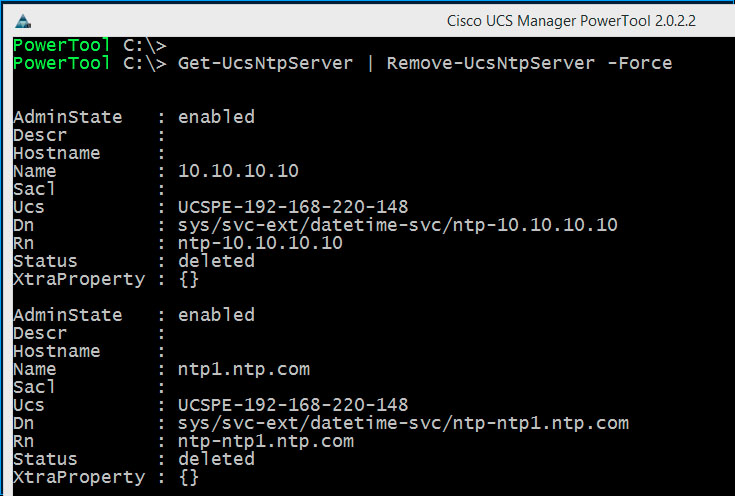 Cisco UCS Manager PowerTool 2.0.2.2
PowerTool C:\>
PowerTool C:\> Get-UcsNtpServer | Remove-UcsNtpServer -Force
AdminState : enabled
Descr :
Hostname :
Name : 10.10.10.10
Sacl :
Ucs : UCSPE-192-168-220-148
Dn : sys/svc-ext/datetime-svc/ntp-10.10.10.10
Rn : ntp-10.10.10.10
Status : deleted
XtraProperty : {}
AdminState : enabled
Descr :
Hostname :
Name : ntp1.ntp.com
Sacl :
Ucs : UCSPE-192-168-220-148
Dn : sys/svc-ext/datetime-svc/ntp-ntp1.ntp.com
Rn : ntp-ntp1.ntp.com
Status : deleted
XtraProperty : {}